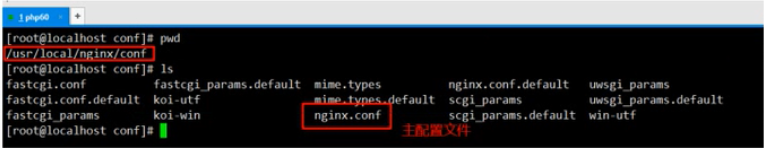 1 php60
+
[root@localhost conf]# pwd
/usr/local/nginx/conf
[root@localhost conf]# ls
fastcgi.conf fastcgi_params.default mime.types nginx.conf.default uwsgi_params
fastcgi.conf.default koi-utf mime.types.default scgi_params uwsgi_params.default
fastcgi_params koi-win nginx.conf scgi_params.default win-utf
[root@localhost conf]# 主配置文件